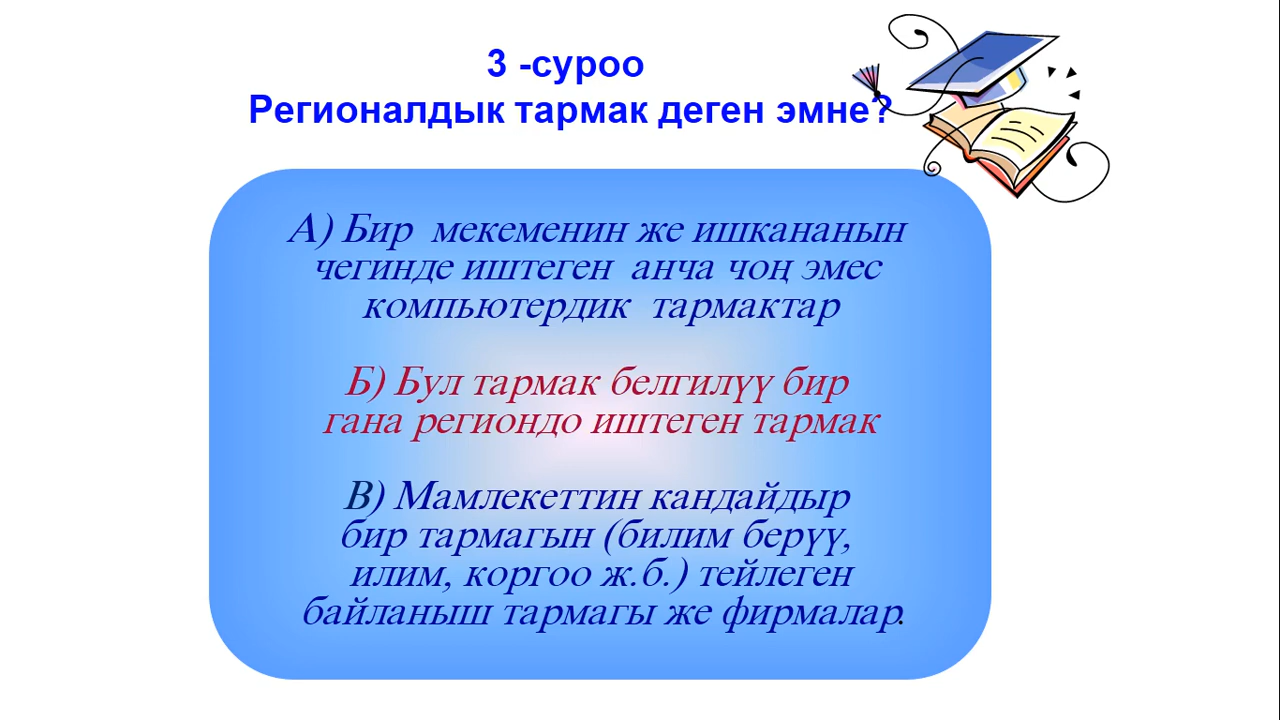 3 -суроо
Регионалдык тармак деген эмне?
А) Бир мекеменин же ишкананын
чегинде иштеген анча чоң эмес
компьютердик тармактар
Б) Бул тармак белгилүү бир
гана региондо иштеген тармак
В) Мамлекеттин кандайдыр
бир тармагын (билим берүү,
илим, коргоо ж.б.) тейлеген
байланыш тармагы же фирмалар.